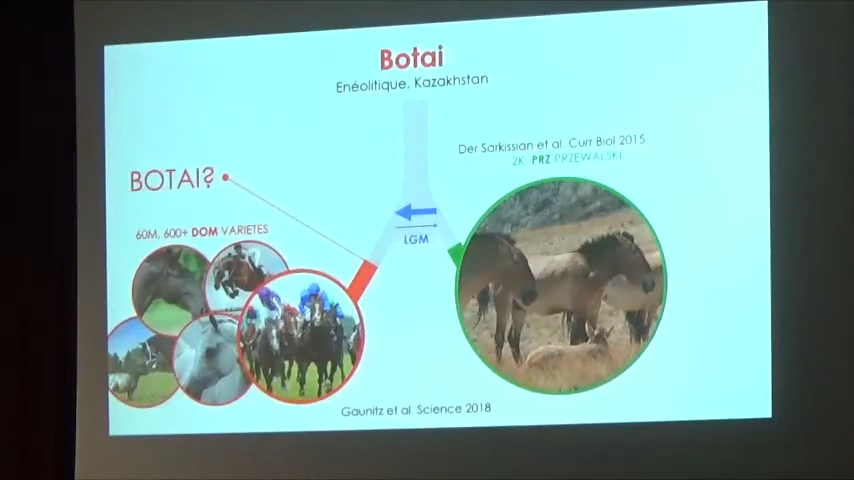 Botai
Enéolitique, Kazakhstan
Der Sarkissian et al. Curr Biol 2015
2K PRZ PRZEWALSKI
BOTAI?
60M, 600+ DOM VARIETES
LGM
Gaunitz et al. Science 2018